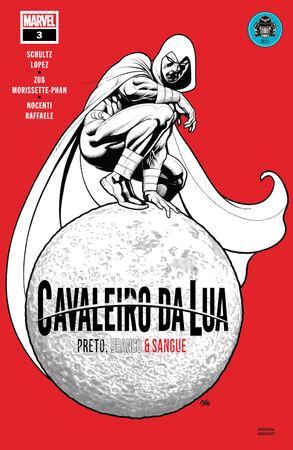 MARVEL
3
SCHULTZ
LOPEZ
•
ZUB
MORISSETTE-PHAN
•
NOCENTI
RAFFAELE
CAVALEIRO DA LUA
PRETO, BRANCO & SANGUE